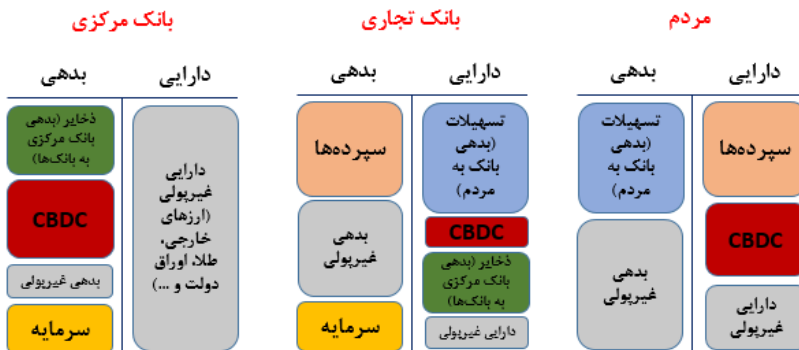 مردم
دارایی
بدهی
سپرده‌ها
CBDC
دارایی
غیرپولی
تسهیلات
(بدهی
بانک به
مردم)
بدهی
غیرپولی
بانک تجاری
دارایی
بدهی
تسهیلات
(بدهی
بانک به
مردم)
CBDC
ذخایر (بدهی
بانک مرکزی
به بانک‌ها)
دارایی غیرپولی
سپرده‌ها
بدهی
غیرپولی
سرمایه
بانک مرکزی
دارایی
بدهی
دارایی
غیرپولی
(ارزهای
خارجی،
طلا، اوراق
دولت و ...)
ذخایر (بدهی
بانک مرکزی
به بانک‌ها)
CBDC
بدهی غیرپولی
سرمایه